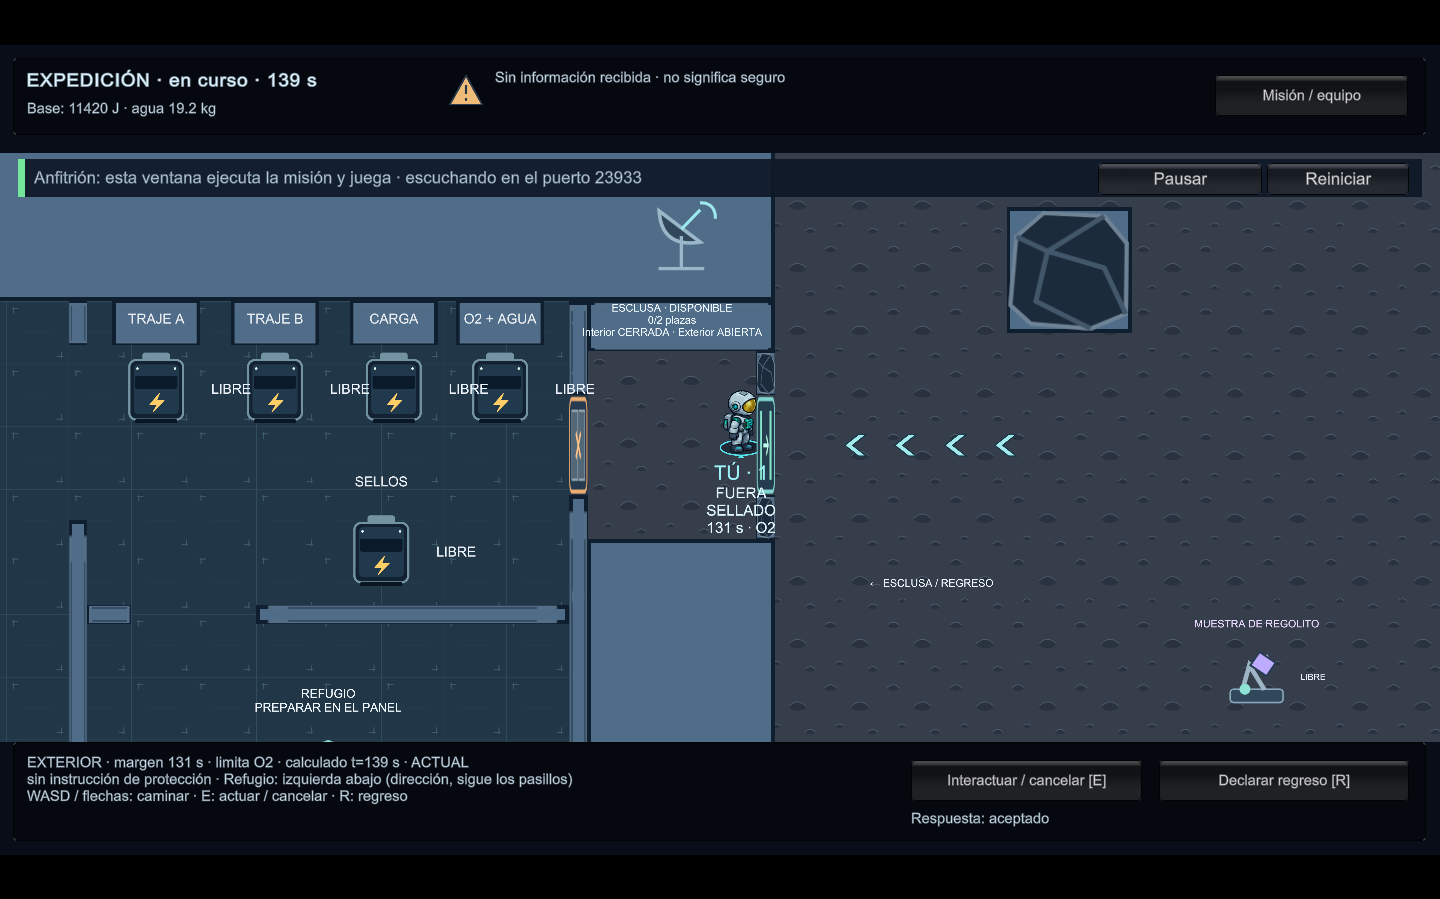 EXPEDICIÓN · en curso · 139 s
Base: 11420 J · agua 19.2 kg
Sin información recibida · no significa seguro
Misión / equipo
Anfitrión: esta ventana ejecuta la misión y juega · escuchando en el puerto 23933
Pausar
Reiniciar
TRAJE A
TRAJE B
CARGA
O2 + AGUA
ESCLUSA · DISPONIBLE
0/2 plazas
Interior CERRADA · Exterior ABIERTA
LIBRE
LIBRE
LIBRE
LIBRE
SELLOS
LIBRE
TÚ · 1
FUERA
SELLADO
131 s · O2
← ESCLUSA / REGRESO
MUESTRA DE REGOLITO
LIBRE
REFUGIO
PREPARAR EN EL PANEL
EXTERIOR · margen 131 s · limita O2 · calculado t=139 s · ACTUAL
sin instrucción de protección · Refugio: izquierda abajo (dirección, sigue los pasillos)
WASD / flechas: caminar · E: actuar / cancelar · R: regreso
Interactuar / cancelar [E]
Declarar regreso [R]
Respuesta: aceptado